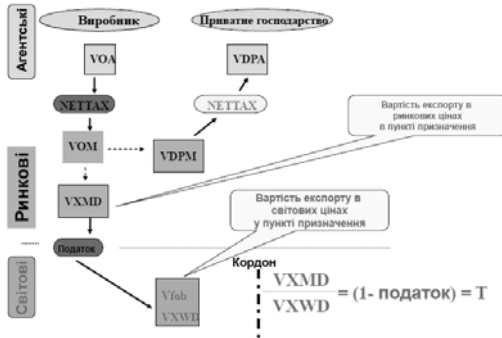 Агентські
Виробник
Приватне господарство
VOA
VDPA
NETTAX
NETTAX
Вартість експорту в
ринкових цінах
в пункті призначення
VOM
VDPM
Ринкові
VXMD
Вартість експорту в
світових цінах
у пункті призначення
Податок
Кордон
Світові
Vfob
VXWD
VXMD
VXWD
= (1- податок) = T